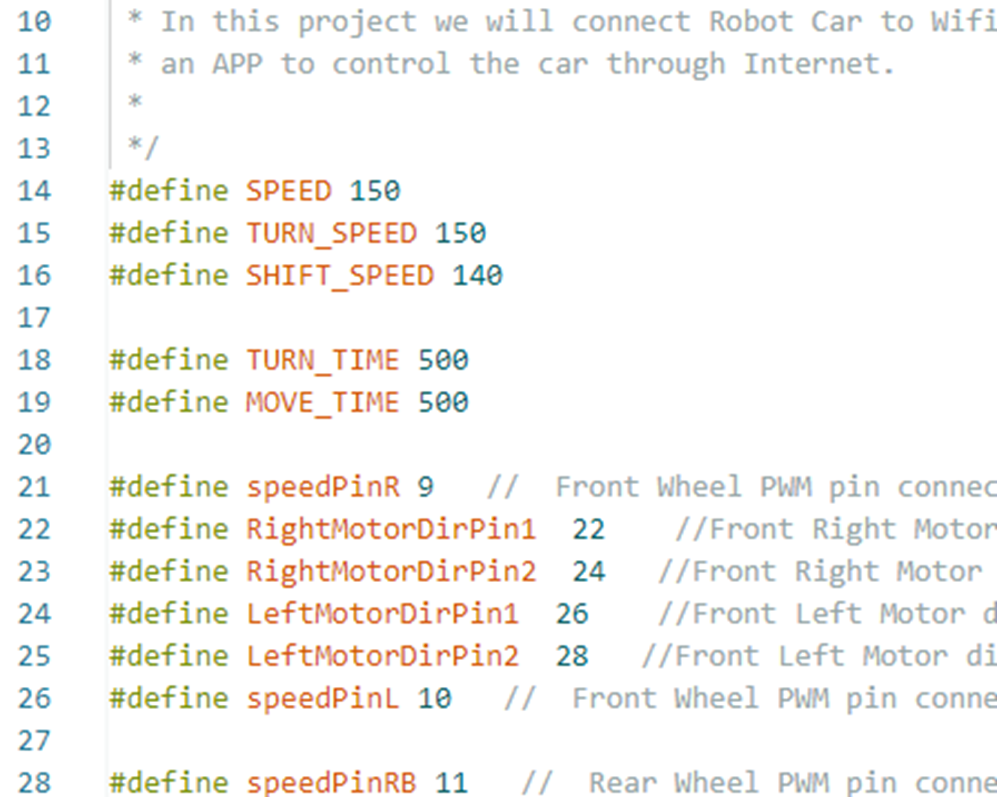 10 * In this project we will connect Robot Car to Wifi
11 * an APP to control the car through Internet.
12 *
13 */
14 #define SPEED 150
15 #define TURN_SPEED 150
16 #define SHIFT_SPEED 140
17
18 #define TURN_TIME 500
19 #define MOVE_TIME 500
20
21 #define speedPinR 9   //  Front Wheel PWM pin connec
22 #define RightMotorDirPin1  22    //Front Right Motor
23 #define RightMotorDirPin2  24   //Front Right Motor
24 #define LeftMotorDirPin1  26    //Front Left Motor d
25 #define LeftMotorDirPin2  28   //Front Left Motor di
26 #define speedPinL 10   //  Front Wheel PWM pin conne
27
28 #define speedPinRB 11   //  Rear Wheel PWM pin conne